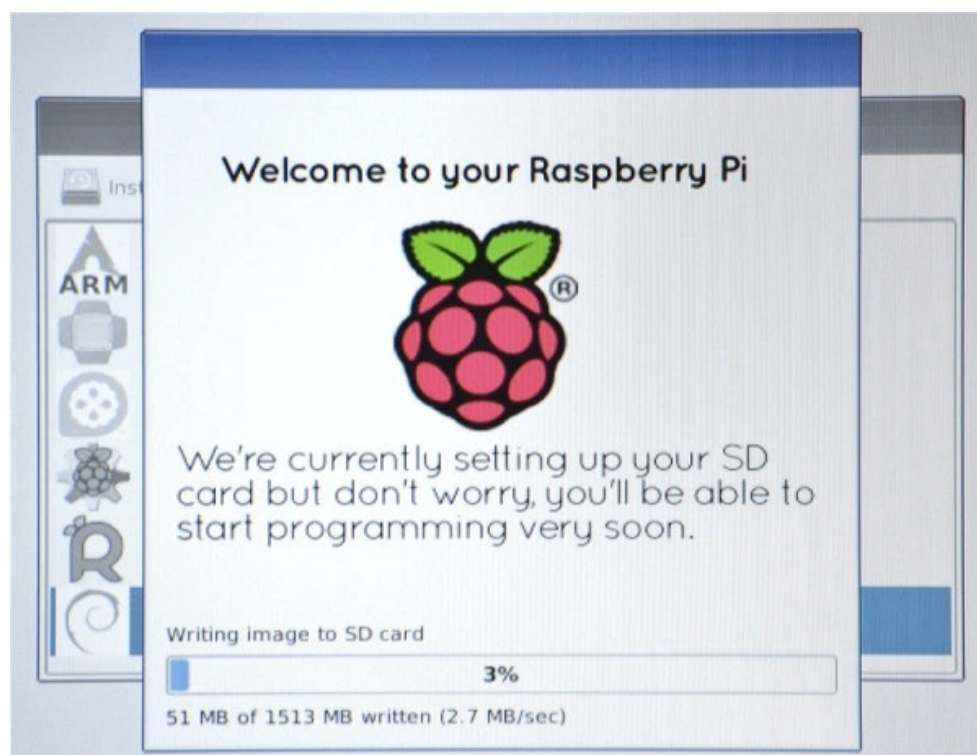 Welcome to your Raspberry Pi
Inst
ARM
®
We're currently setting up your SD
card but don't worry, you'll be able to
start programming very soon.
Writing image to SD card
3%
51 MB of 1513 MB written (2.7 MB/sec)